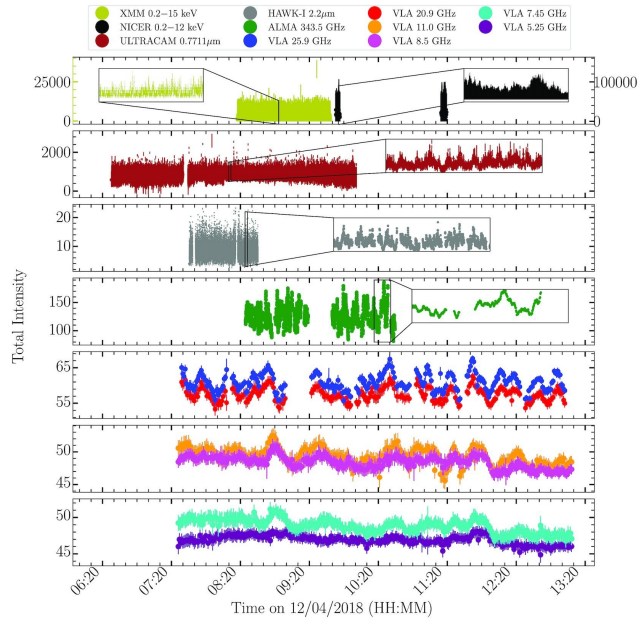 XMM 0.2−15 keV HAWK-I 2.2μm VLA 20.9 GHz VLA 7.45 GHz
NICER 0.2−12 keV ALMA 343.5 GHz VLA 11.0 GHz VLA 5.25 GHz
ULTRACAM 0.7711μm VLA 25.9 GHz VLA 8.5 GHz
25000 100000
0 0
2000
0
20
10
Total Intensity
150
125
100
65
55
50
45
50
45
06:20 07:20 08:20 09:20 10:20 11:20 12:20 13:20
Time on 12/04/2018 (HH:MM)